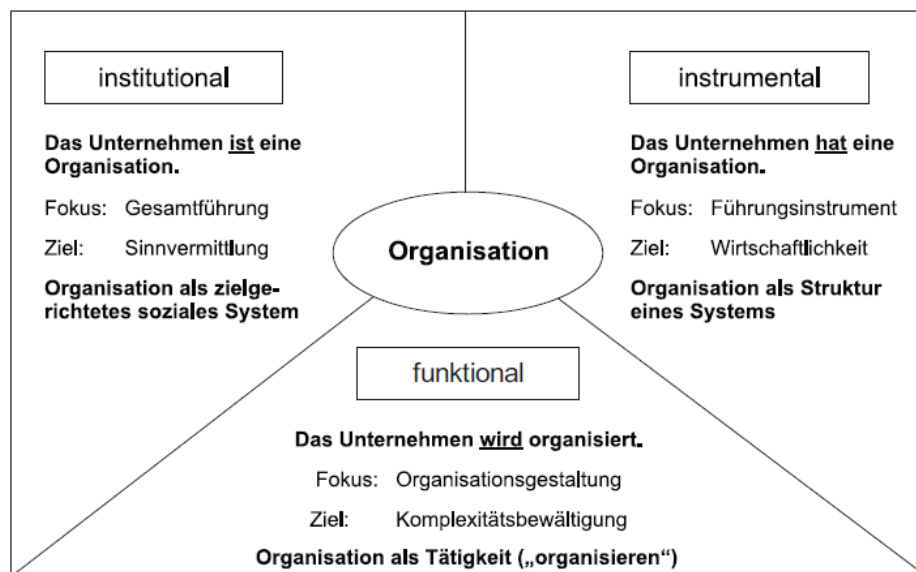 institutional
Das Unternehmen ist eine
Organisation.
Fokus: Gesamtführung
Ziel: Sinnvermittlung
Organisation als zielge-
richtetes soziales System
instrumental
Das Unternehmen hat eine
Organisation.
Fokus: Führungsinstrument
Ziel: Wirtschaftlichkeit
Organisation als Struktur
eines Systems
Organisation
funktional
Das Unternehmen wird organisiert.
Fokus: Organisationsgestaltung
Ziel: Komplexitätsbewältigung
Organisation als Tätigkeit („organisieren“)